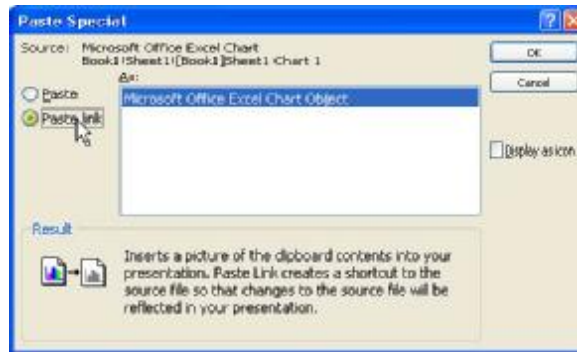 Paste Special
Source: Microsoft Office Excel Chart
Book1!Sheet1![Book1]Sheet1 Chart 1
As:
Paste
Paste link
Microsoft Office Excel Chart Object
OK
Cancel
Display as icon
Result
Inserts a picture of the clipboard contents into your
presentation. Paste Link creates a shortcut to the
source file so that changes to the source file will be
reflected in your presentation.